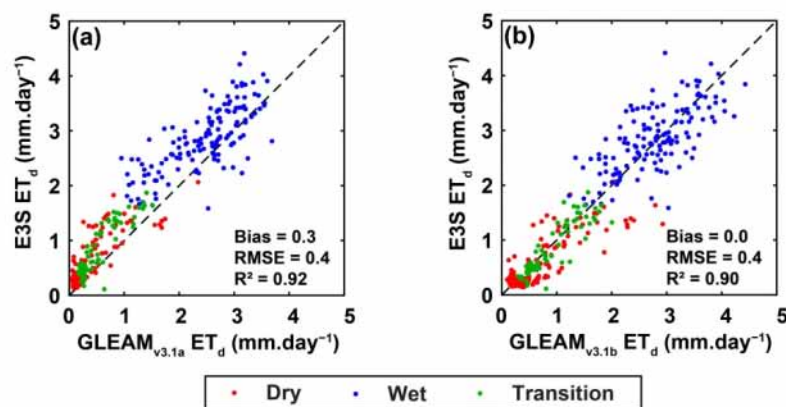 (a)
E3S ETd (mm.day⁻¹)
5
4
3
2
1
0
Bias = 0.3
RMSE = 0.4
R² = 0.92
0 1 2 3 4 5
GLEAMv3.1a ETd (mm.day⁻¹)
(b)
E3S ETd (mm.day⁻¹)
5
4
3
2
1
0
Bias = 0.0
RMSE = 0.4
R² = 0.90
0 1 2 3 4 5
GLEAMv3.1b ETd (mm.day⁻¹)
Dry Wet Transition